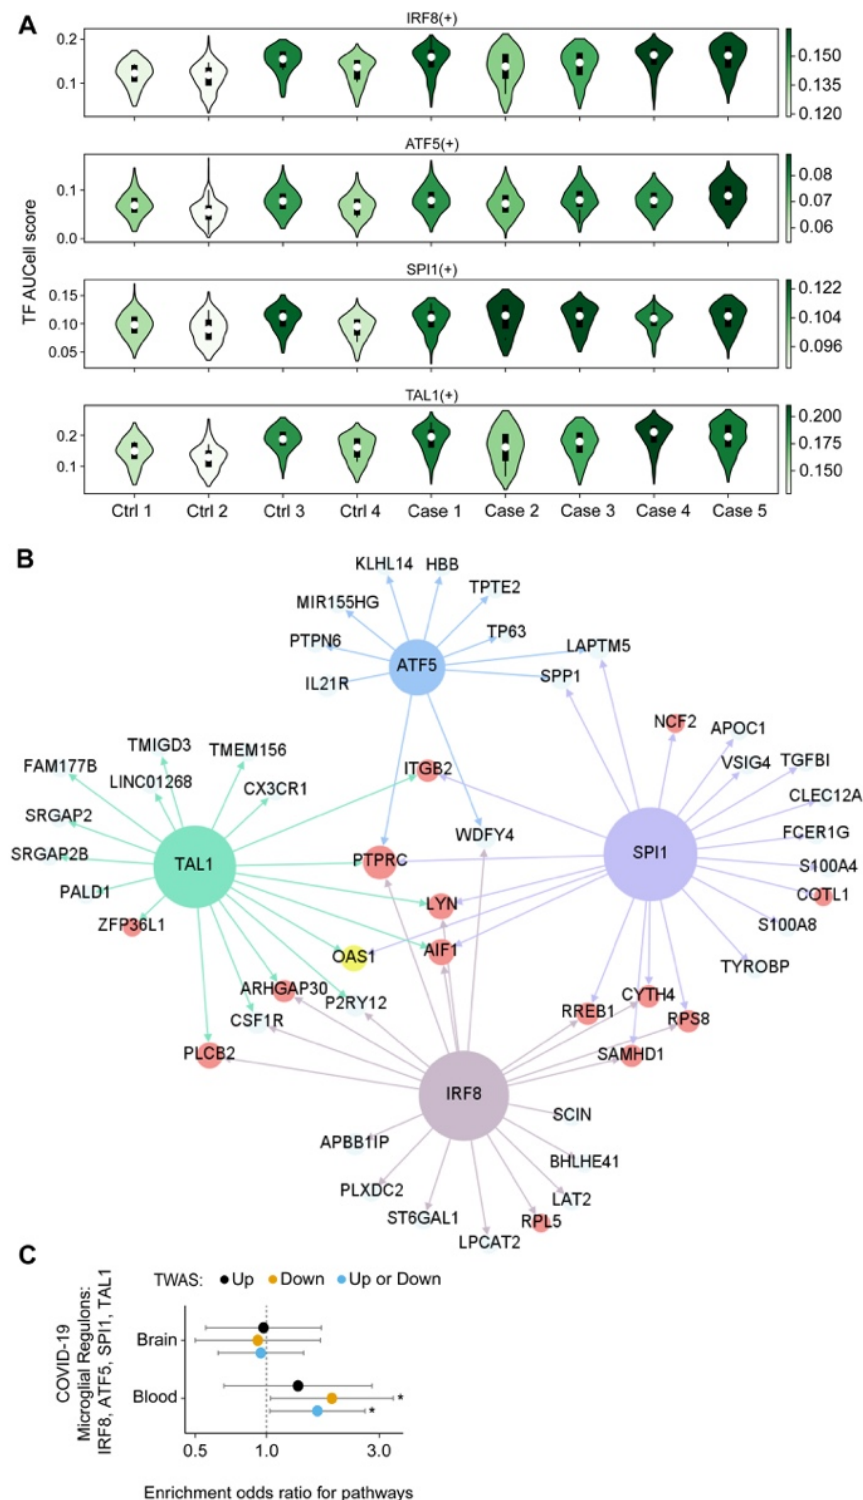 A
IRF8(+)
0.2
0.1
0.150
0.135
0.120
ATF5(+)
0.1
0.0
0.08
0.07
0.06
TF AUCell score
SPI1(+)
0.15
0.10
0.05
0.122
0.104
0.096
TAL1(+)
0.2
0.1
0.200
0.175
0.150
Ctrl 1 Ctrl 2 Ctrl 3 Ctrl 4 Case 1 Case 2 Case 3 Case 4 Case 5
B
KLHL14 HBB
TPTE2
MIR155HG
TP63
PTPN6
LAPTM5
ATF5
SPP1
IL21R
NCF2
APOC1
TMIGD3
TMEM156
VSIG4 TGFBI
FAM177B
ITGB2
LINC01268
CX3CR1
CLEC12A
SRGAP2
FCER1G
WDFY4
SRGAP2B
TAL1
PTPRC
SPI1
S100A4
PALD1
COTL1
LYN
ZFP36L1
S100A8
OAS1
AIF1
TYROBP
ARHGAP30
P2RY12
CYTH4
RREB1
CSF1R
RPS8
PLCB2
SAMHD1
IRF8
SCIN
APBB1IP
BHLHE41
PLXDC2
LAT2
ST6GAL1
RPL5
LPCAT2
C
TWAS: Up Down Up or Down
COVID-19
Microglial Regulons:
IRF8, ATF5, SPI1, TAL1
Brain
Blood
*
*
0.5 1.0 3.0
Enrichment odds ratio for pathways